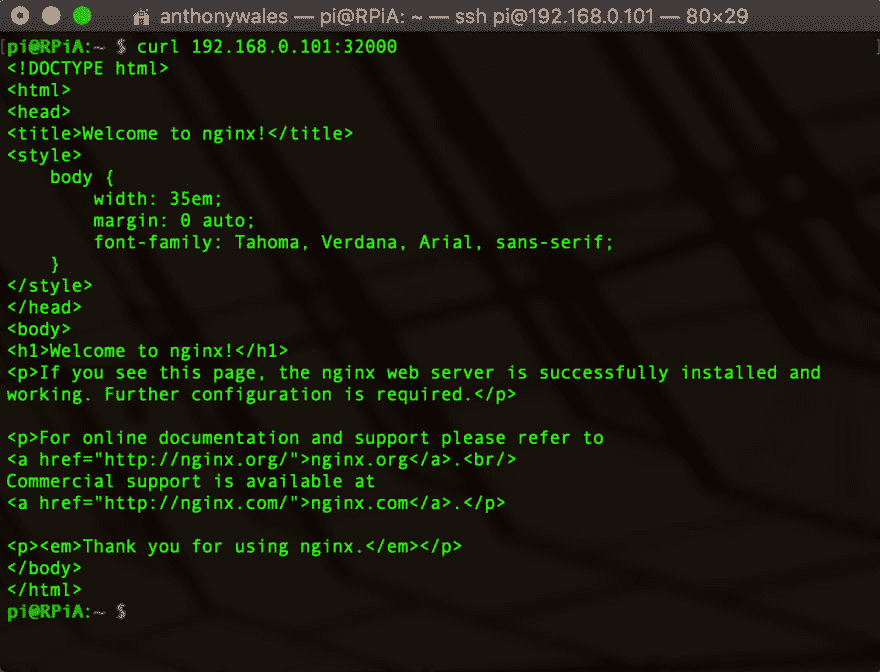 anthonywales — pi@RPiA: ~ — ssh pi@192.168.0.101 — 80×29
[pi@RPiA:~ $ curl 192.168.0.101:32000 ]
<!DOCTYPE html>
<html>
<head>
<title>Welcome to nginx!</title>
<style>
    body {
        width: 35em;
        margin: 0 auto;
        font-family: Tahoma, Verdana, Arial, sans-serif;
    }
</style>
</head>
<body>
<h1>Welcome to nginx!</h1>
<p>If you see this page, the nginx web server is successfully installed and
working. Further configuration is required.</p>

<p>For online documentation and support please refer to
<a href="http://nginx.org/">nginx.org</a>.<br/>
Commercial support is available at
<a href="http://nginx.com/">nginx.com</a>.</p>

<p><em>Thank you for using nginx.</em></p>
</body>
</html>
pi@RPiA:~ $